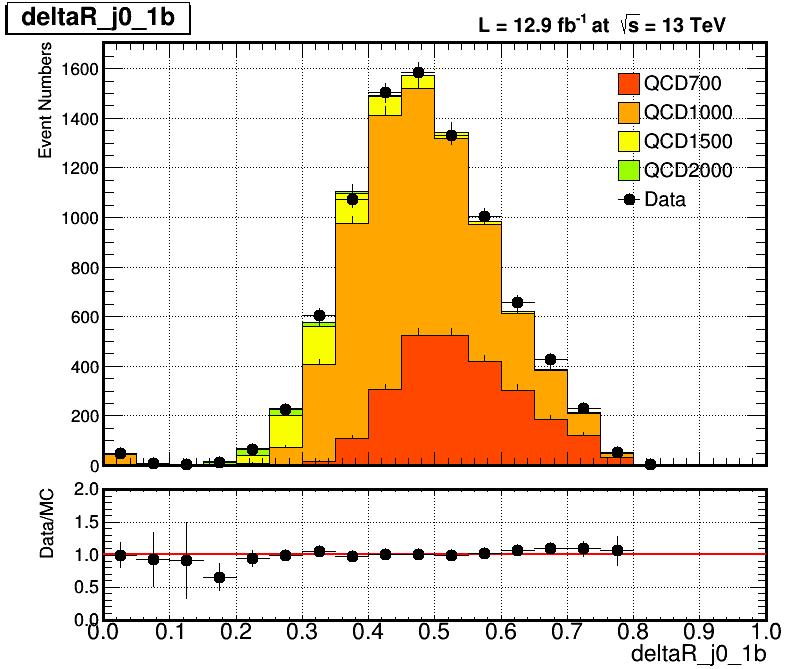 deltaR_j0_1b
L = 12.9 fb⁻¹ at √s = 13 TeV
Event Numbers
1600
1400
1200
1000
800
600
400
200
0
QCD700
QCD1000
QCD1500
QCD2000
Data
Data/MC
2.0
1.5
1.0
0.5
0.0
0.0 0.1 0.2 0.3 0.4 0.5 0.6 0.7 0.8 0.9 1.0
deltaR_j0_1b